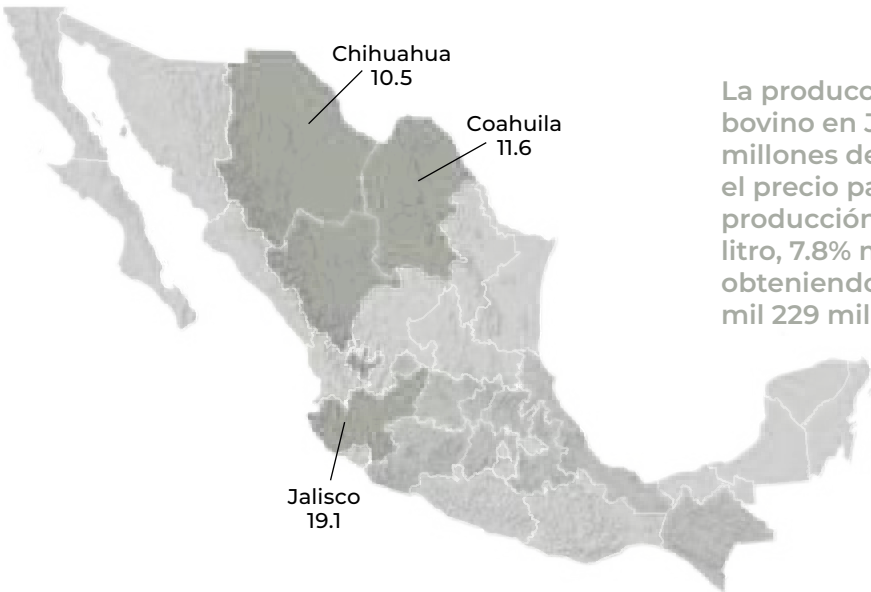 Chihuahua
10.5
Coahuila
11.6
Jalisco
19.1
La
bovino en
millones
el precio
producción
litro, 7.8%
obteniendo
mil 229